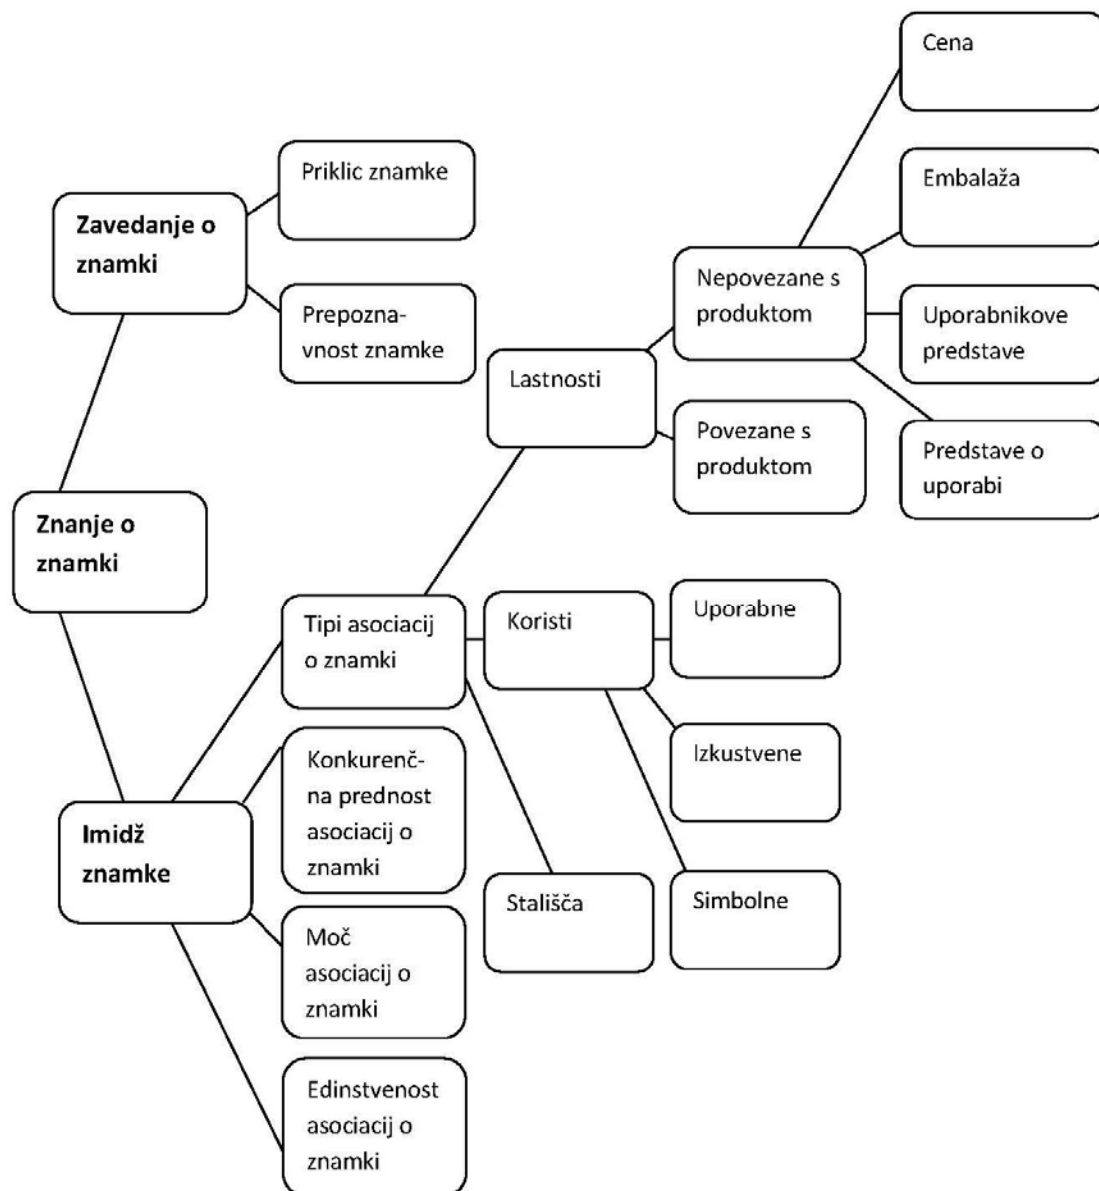 Cena
Embalaža
Priklic znamke
Zavedanje o
znamki
Nepovezane s
produktom
Uporabnikove
predstave
Prepozna-
vnost znamke
Lastnosti
Povezane s
produktom
Predstave o
uporabi
Znanje o
znamki
Tipi asociacij
o znamki
Koristi
Uporabne
Konkurenč-
na prednost
asociacij o
znamki
Izkustvene
Imidž
znamke
Stališča
Simbolne
Moč
asociacij o
znamki
Edinstvenost
asociacij o
znamki